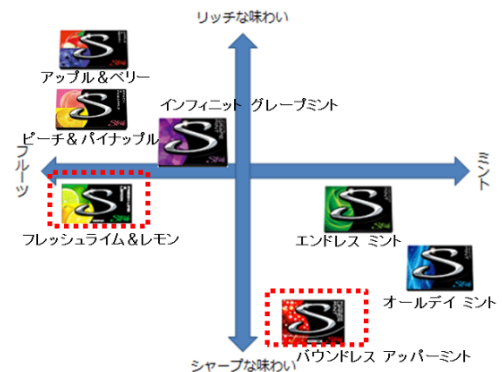 リッチな味わい
アップル＆ベリー
インフィニット グレープミント
ピーチ＆パイナップル
フルーツ
ミント
フレッシュライム＆レモン
エンドレス ミント
オールデイ ミント
バウンドレス アッパーミント
シャープな味わい